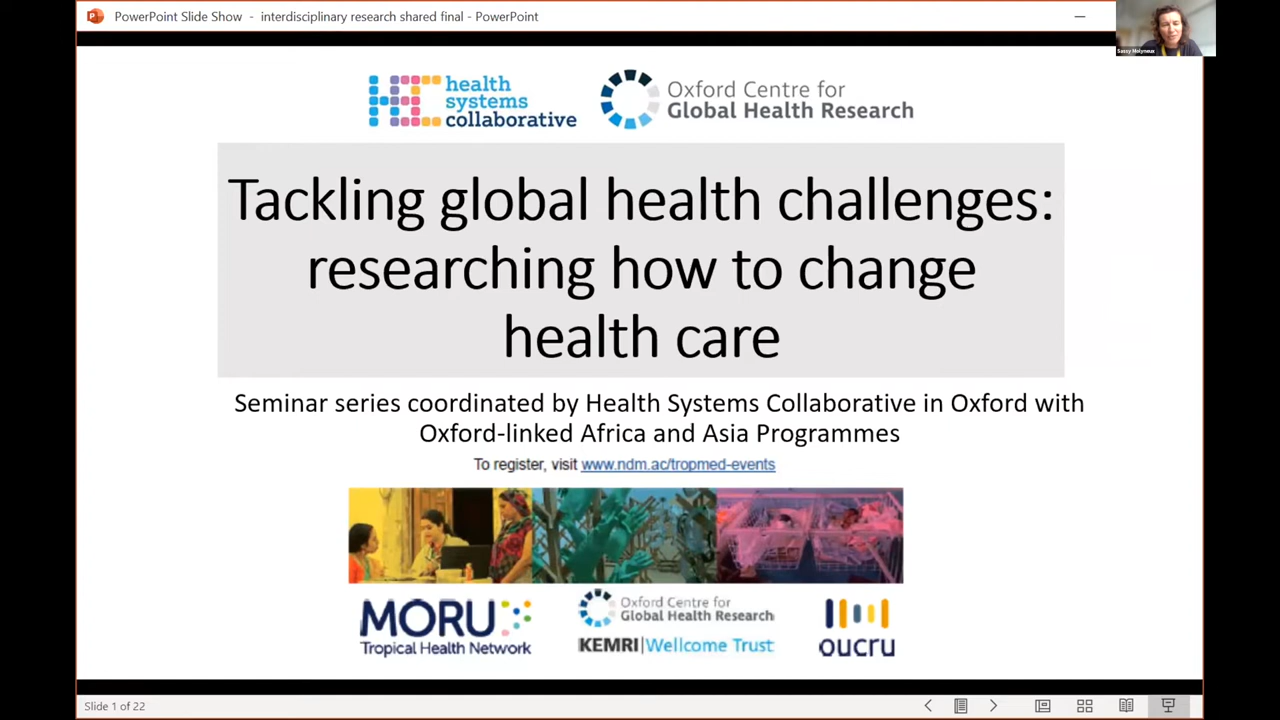 PowerPoint Slide Show - interdisciplinary research shared final - PowerPoint
Sassy Molyneux
health
systems
collaborative
Oxford Centre for
Global Health Research
Tackling global health challenges:
researching how to change
health care
Seminar series coordinated by Health Systems Collaborative in Oxford with
Oxford-linked Africa and Asia Programmes
To register, visit www.ndm.ac/tropmed-events
MORU
Tropical Health Network
Oxford Centre for
Global Health Research
KEMRI|Wellcome Trust
oucru
Slide 1 of 22